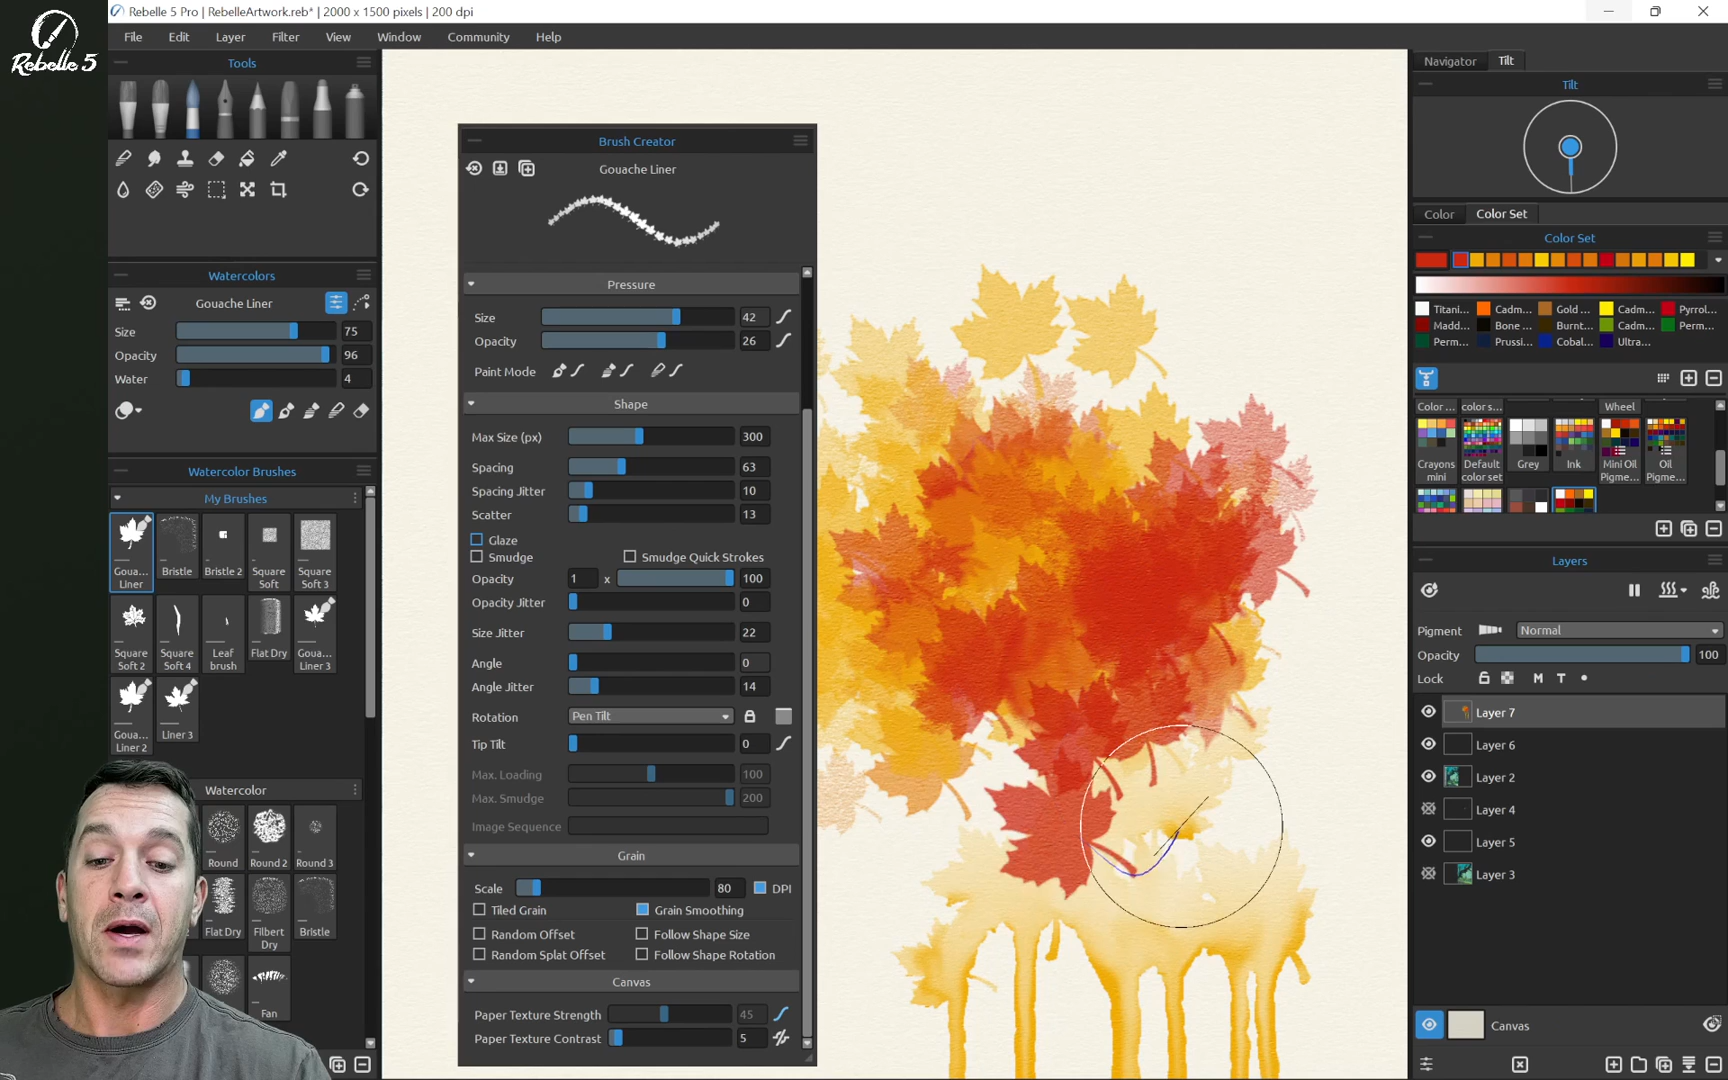 Rebelle 5
Rebelle 5 Pro | RebelleArtwork.reb* | 2000 x 1500 pixels | 200 dpi
File Edit Layer Filter View Window Community Help
Tools
Watercolors
Gouache Liner
Size 75
Opacity 96
Water 4
Watercolor Brushes
My Brushes
Goua... Liner
Bristle
Bristle 2
Square Soft
Square Soft 3
Square Soft 2
Square Soft 4
Leaf brush
Flat Dry
Goua... Liner 3
Goua... Liner 2
Liner 3
Watercolor
Round
Round 2
Round 3
Flat Dry
Filbert Dry
Bristle
Fan
Brush Creator
Gouache Liner
Pressure
Size 42
Opacity 26
Paint Mode
Shape
Max Size (px) 300
Spacing 63
Spacing Jitter 10
Scatter 13
Glaze
Smudge Smudge Quick Strokes
Opacity 1 x 100
Opacity Jitter 0
Size Jitter 22
Angle 0
Angle Jitter 14
Rotation Pen Tilt
Tip Tilt 0
Max. Loading 100
Max. Smudge 200
Image Sequence
Grain
Scale 80 DPI
Tiled Grain Grain Smoothing
Random Offset Follow Shape Size
Random Splat Offset Follow Shape Rotation
Canvas
Paper Texture Strength 45
Paper Texture Contrast 5
Navigator Tilt
Tilt
Color Color Set
Color Set
Titani... Cadm... Gold ... Cadm... Pyrrol...
Madd... Bone ... Burnt... Cadm... Perm...
Perm... Prussi... Cobal... Ultra...
Color ... color s... Wheel
Crayons mini
Default color set
Grey
Ink
Mini Oil Pigme...
Oil Pigme...
Layers
Pigment Normal
Opacity 100
Lock M T
Layer 7
Layer 6
Layer 2
Layer 4
Layer 5
Layer 3
Canvas